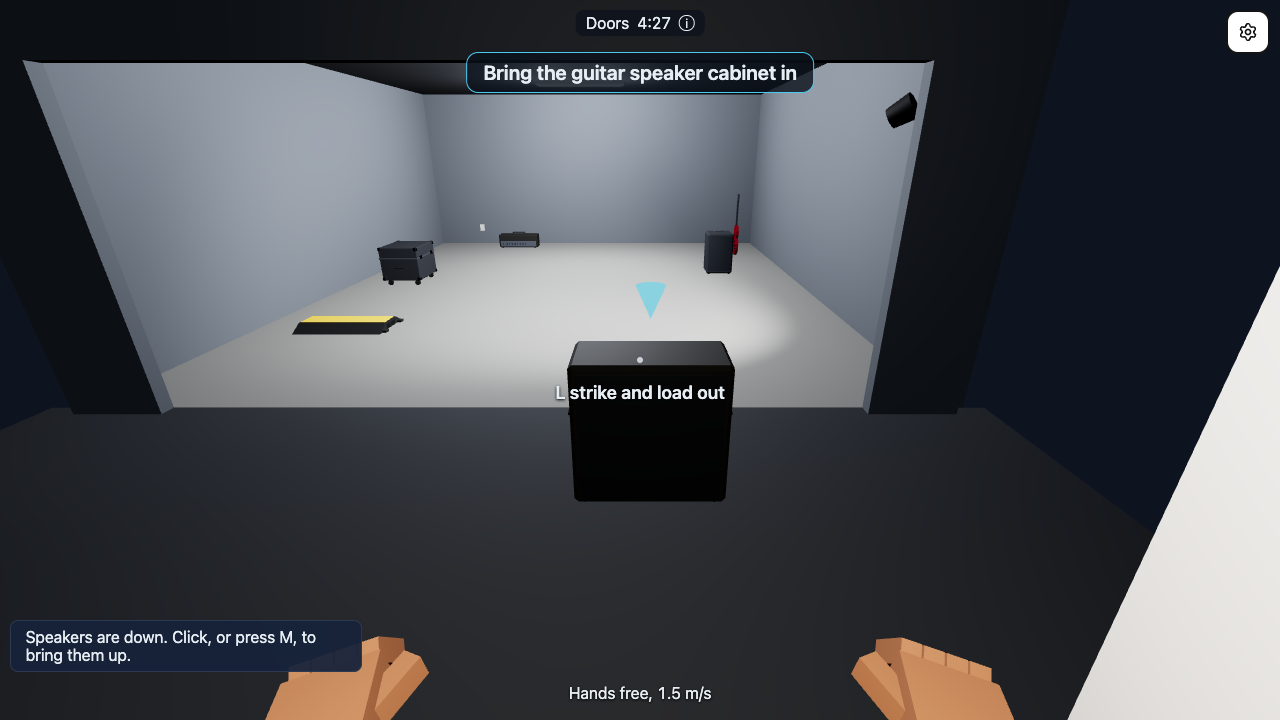 Doors 4:27
Bring the guitar speaker cabinet in
L strike and load out
Speakers are down. Click, or press M, to
bring them up.
Hands free, 1.5 m/s